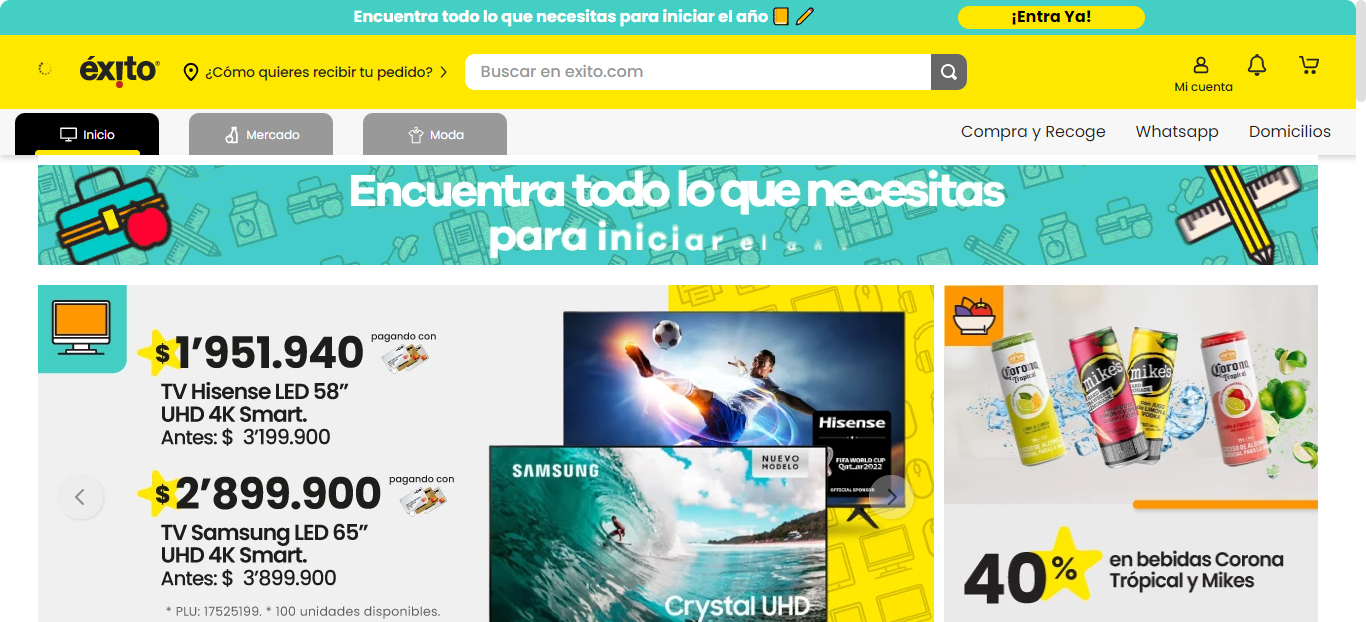 Encuentra todo lo que necesitas para iniciar el año
¡Entra Ya!
éxito
¿Cómo quieres recibir tu pedido?
Buscar en exito.com
Mi cuenta
Inicio
Mercado
Moda
Compra y Recoge
Whatsapp
Domicilios
Encuentra todo lo que necesitas
para iniciar el añ
$1'951.940
pagando con
TV Hisense LED 58”
UHD 4K Smart.
Antes: $ 3’199.900
$2’899.900
pagando con
TV Samsung LED 65”
UHD 4K Smart.
Antes: $ 3’899.900
* PLU: 17525199. * 100 unidades disponibles.
Hisense
FIFA WORLD CUP
Qatar2022
OFFICIAL SPONSOR
SAMSUNG
NUEVO
MODELO
Crystal UHD
Corona
Tropical
mike's
HARD
LEMONADE
mike's
HARD
LEMONADE
Corona
Tropical
40%
en bebidas Corona
Trópical y Mikes